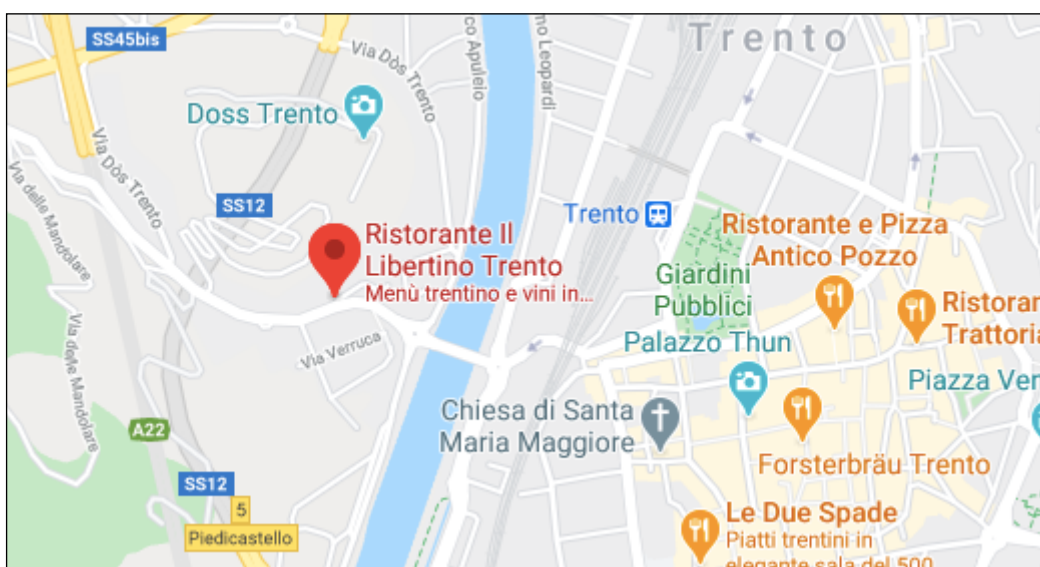 SS45bis
Via Dòs Trento
co Apuleio
mo Leopardi
Trento
Doss Trento
Via Dòs Trento
Via delle Mandolare
SS12
Trento
Ristorante Il
Libertino Trento
Menù trentino e vini in...
Giardini
Pubblici
Ristorante e Pizza
Antico Pozzo
Ristorar
Trattoria
Via Verruca
Palazzo Thun
Piazza Ven
Via delle Mandolare
A22
Chiesa di Santa
Maria Maggiore
Forsterbräu Trento
SS12
5
Piedicastello
Le Due Spade
Piatti trentini in
elegante sala del 500